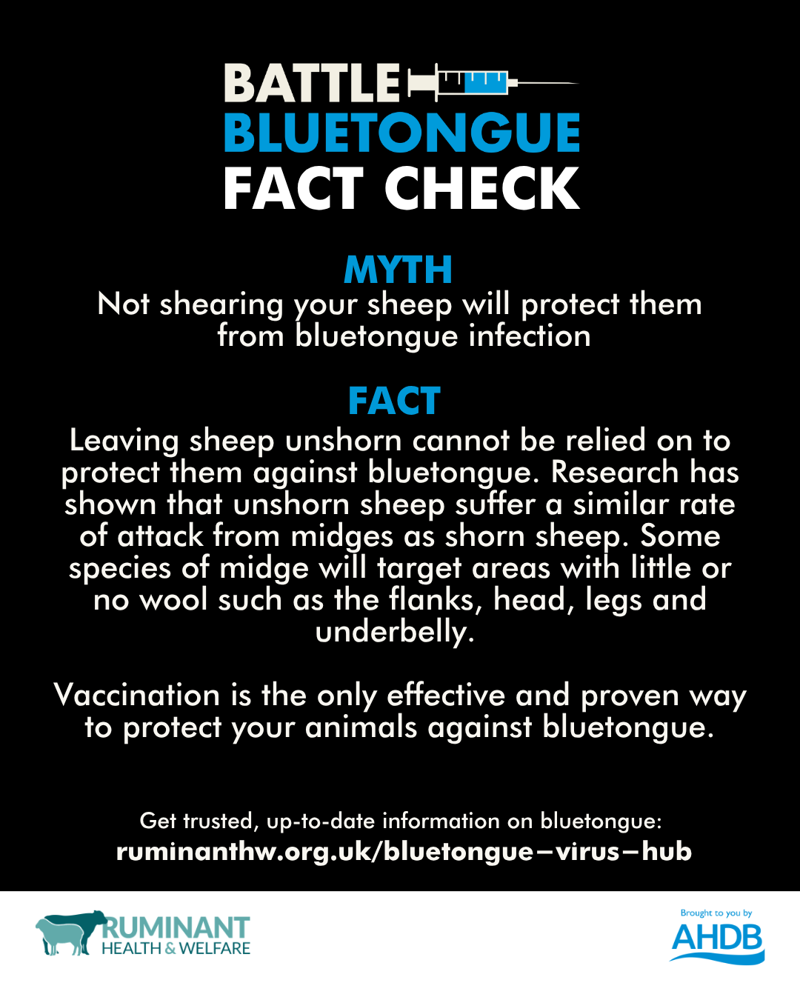 BATTLE
BLUETONGUE
FACT CHECK
MYTH
Not shearing your sheep will protect them
from bluetongue infection
FACT
Leaving sheep unshorn cannot be relied on to
protect them against bluetongue. Research has
shown that unshorn sheep suffer a similar rate
of attack from midges as shorn sheep. Some
species of midge will target areas with little or
no wool such as the flanks, head, legs and
underbelly.
Vaccination is the only effective and proven way
to protect your animals against bluetongue.
Get trusted, up-to-date information on bluetongue:
ruminanthw.org.uk/bluetongue-virus-hub
RUMINANT
HEALTH & WELFARE
Brought to you by
AHDB